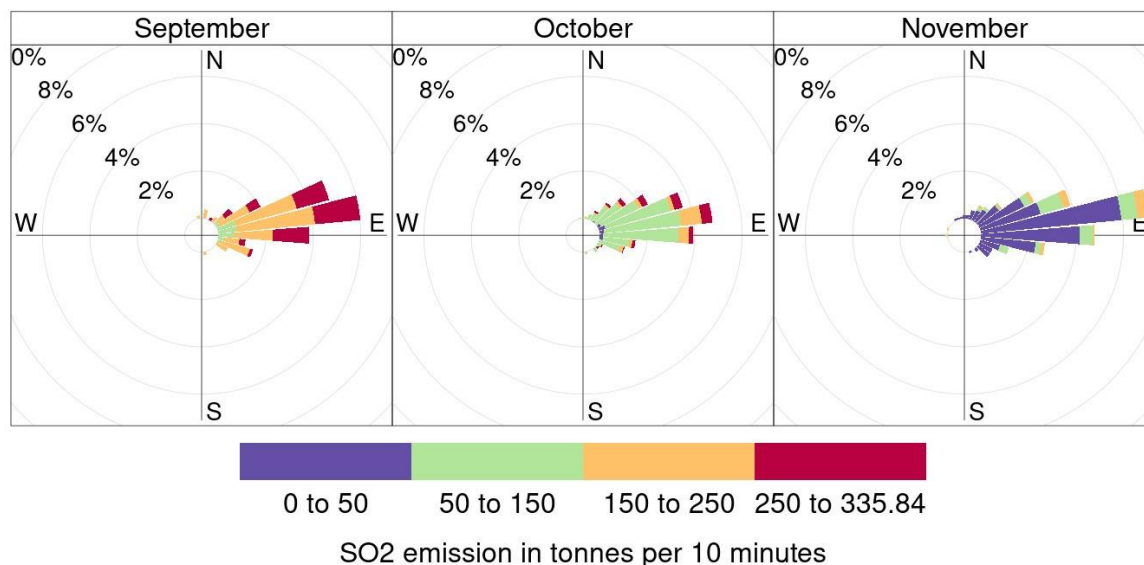 September October November
0% N 0% N 0% N
8% 8% 8%
6% 6% 6%
4% 4% 4%
2% 2% 2%
W E W E W E
S S S
0 to 50 50 to 150 150 to 250 250 to 335.84
SO2 emission in tonnes per 10 minutes